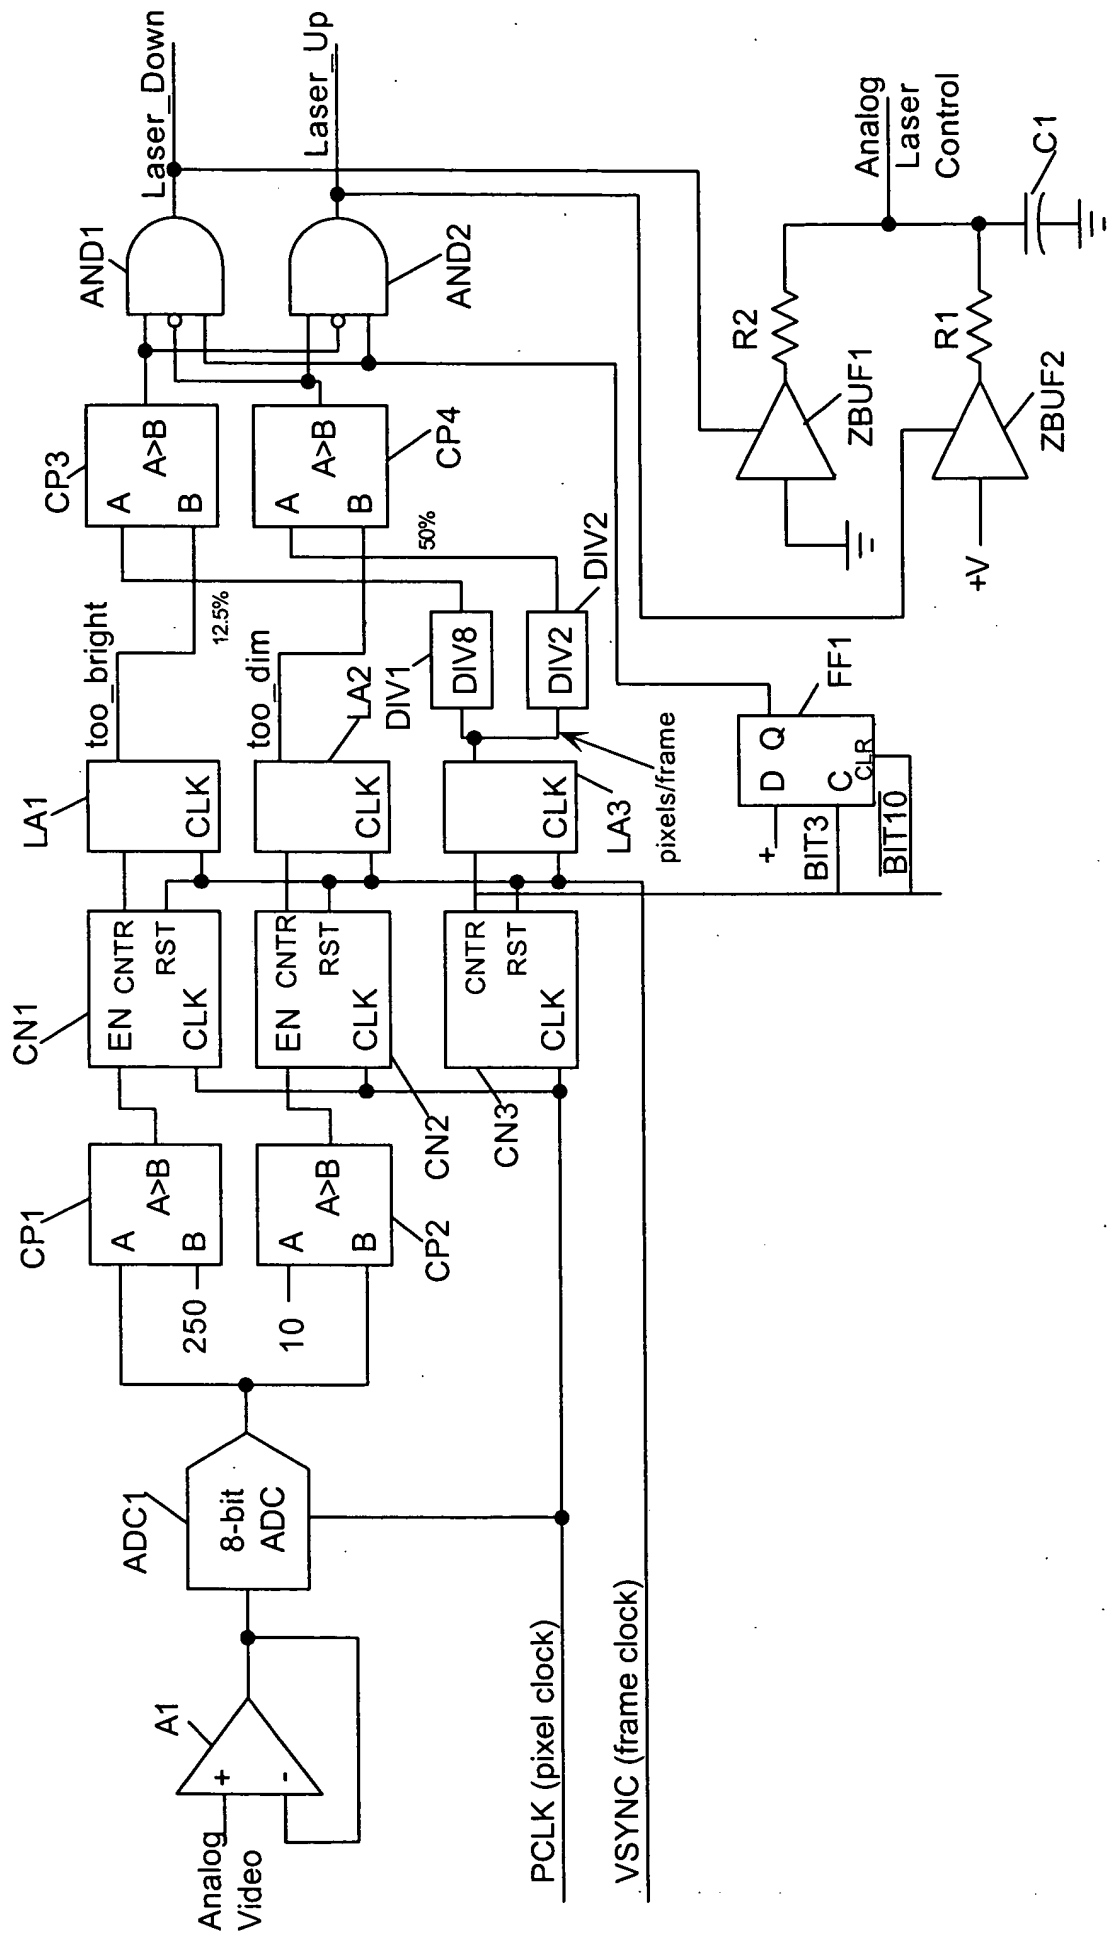 Analog
Video
A1
+
-
ADC1
8-bit
ADC
PCLK (pixel clock)
VSYNC (frame clock)
250
10
CP1
A
B
A>B
CP2
A
B
A>B
CN1
EN
CNTR
RST
CLK
CN2
EN
CNTR
RST
CLK
CN3
CNTR
RST
CLK
LA1
CLK
too_bright
LA2
CLK
too_dim
LA3
CLK
pixels/frame
DIV1
DIV8
DIV2
DIV2
12.5%
50%
CP3
A
B
A>B
CP4
A
B
A>B
AND1
AND2
Laser_Down
Laser_Up
+
BIT3
BIT10
D
Q
C
CLR
FF1
+V
ZBUF1
ZBUF2
R2
R1
C1
Analog
Laser
Control